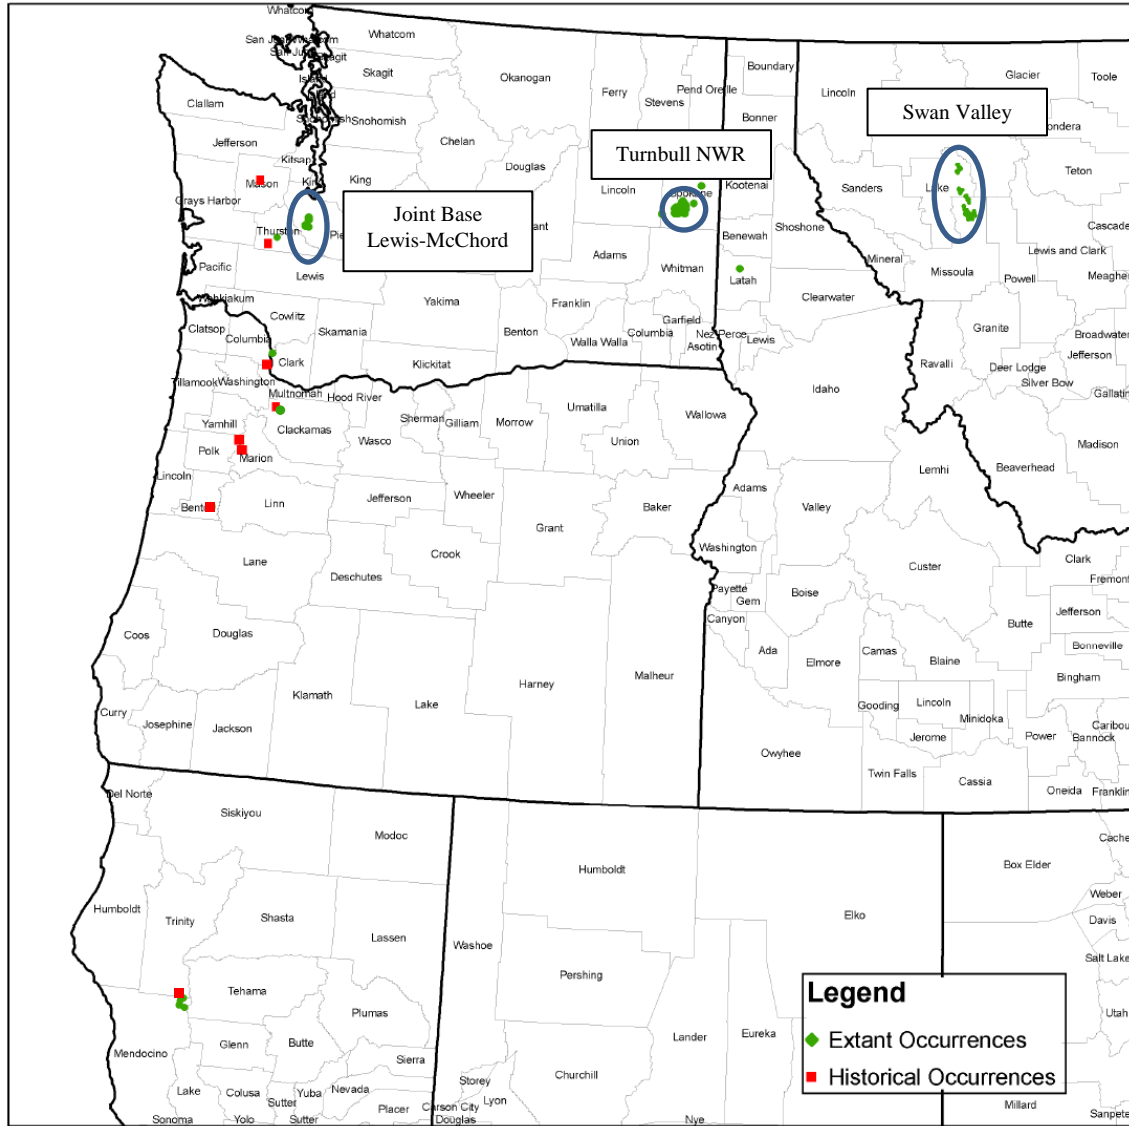 Whatcom
Whatcom
Skagit
Okanogan
Ferry
Stevens
Pend Oreille
Boundary
Bonner
Lincoln
Glacier
Toole
Clallam
Snohomish
Chelan
Douglas
Jefferson
Kitsap
King
Mason
Grays Harbor
Swan Valley
Turnbull NWR
Joint Base
Lewis-McChord
Lincoln
Spokane
Kootenai
Shoshone
Sanders
Lake
Teton
Cascade
Thurston
Pacific
Lewis
Adams
Whitman
Benewah
Latah
Clearwater
Mineral
Missoula
Powell
Lewis and Clark
Meagher
Wahkiakum
Cowlitz
Skamania
Yakima
Franklin
Benton
Walla Walla
Columbia
Garfield
Asotin
Nez Perce
Lewis
Granite
Ravalli
Deer Lodge
Silver Bow
Broadwater
Jefferson
Gallatin
Clatsop
Columbia
Clark
Klickitat
Idaho
Tillamook
Washington
Multnomah
Hood River
Yamhill
Clackamas
Sherman
Gilliam
Morrow
Umatilla
Union
Wallowa
Madison
Beaverhead
Lemhi
Polk
Marion
Wasco
Lincoln
Linn
Jefferson
Wheeler
Grant
Baker
Adams
Valley
Washington
Lane
Crook
Deschutes
Payette
Gem
Canyon
Boise
Custer
Clark
Fremont
Jefferson
Butte
Bonneville
Bingham
Coos
Douglas
Ada
Elmore
Camas
Blaine
Gooding
Lincoln
Minidoka
Jerome
Power
Bannock
Caribou
Curry
Josephine
Jackson
Klamath
Lake
Harney
Malheur
Owyhee
Twin Falls
Cassia
Oneida
Franklin
Del Norte
Siskiyou
Modoc
Humboldt
Trinity
Shasta
Lassen
Washoe
Humboldt
Elko
Box Elder
Cache
Weber
Davis
Salt Lake
Tehama
Plumas
Pershing
Lander
Eureka
Utah
Mendocino
Glenn
Butte
Sierra
Lake
Colusa
Yuba
Nevada
Sutter
Placer
Sonoma
Yolo
Sutter
Storey
Lyon
Carson City
Douglas
Churchill
Nye
Millard
Sanpete
Legend
Extant Occurrences
Historical Occurrences